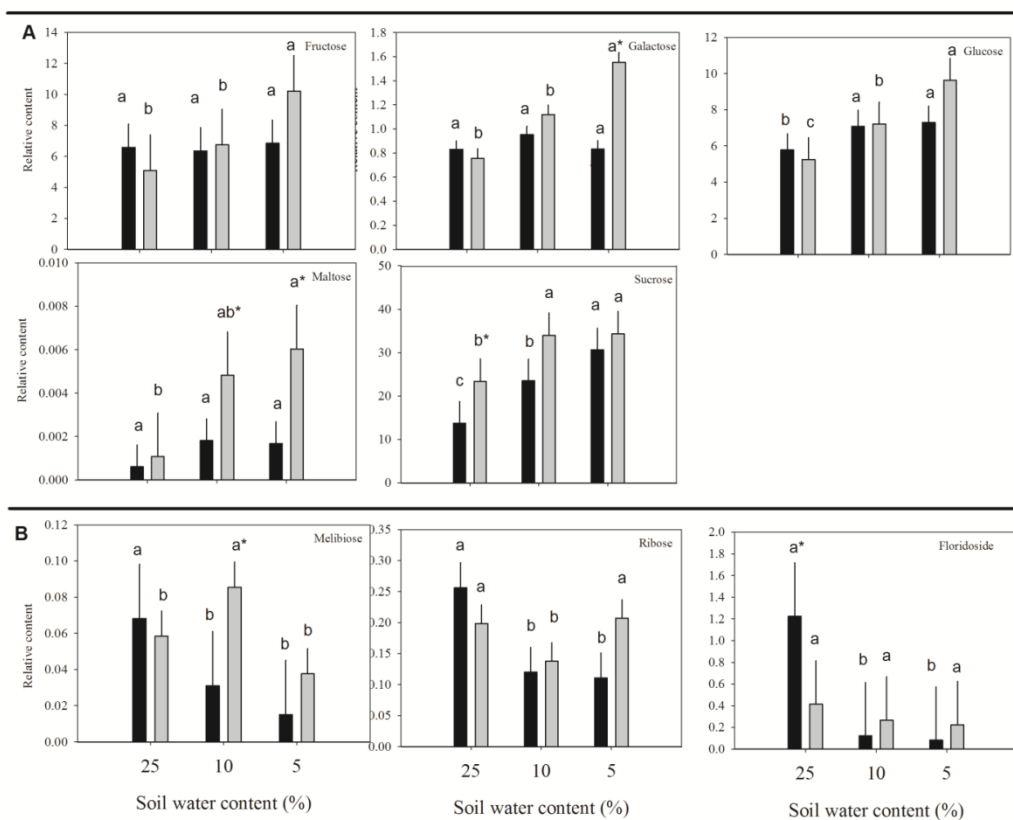 A
Fructose
Relative content
14
12
10
8
6
4
2
0
a b a b a a
Galactose
1.8
1.6
1.4
1.2
1.0
0.8
0.6
0.4
0.2
0.0
a b a b a a*
Glucose
12
10
8
6
4
2
0
b c a b a a
Maltose
Relative content
0.010
0.008
0.006
0.004
0.002
0.000
a b a ab* a a*
Sucrose
50
40
30
20
10
0
c b* b a a a
B
Melibiose
Relative content
0.12
0.10
0.08
0.06
0.04
0.02
0.00
a b b a* b b
25 10 5
Soil water content (%)
Ribose
0.35
0.30
0.25
0.20
0.15
0.10
0.05
0.00
a a b b b a
25 10 5
Soil water content (%)
Floridoside
2.0
1.8
1.6
1.4
1.2
1.0
0.8
0.6
0.4
0.2
0.0
a* a b a b a
25 10 5
Soil water content (%)